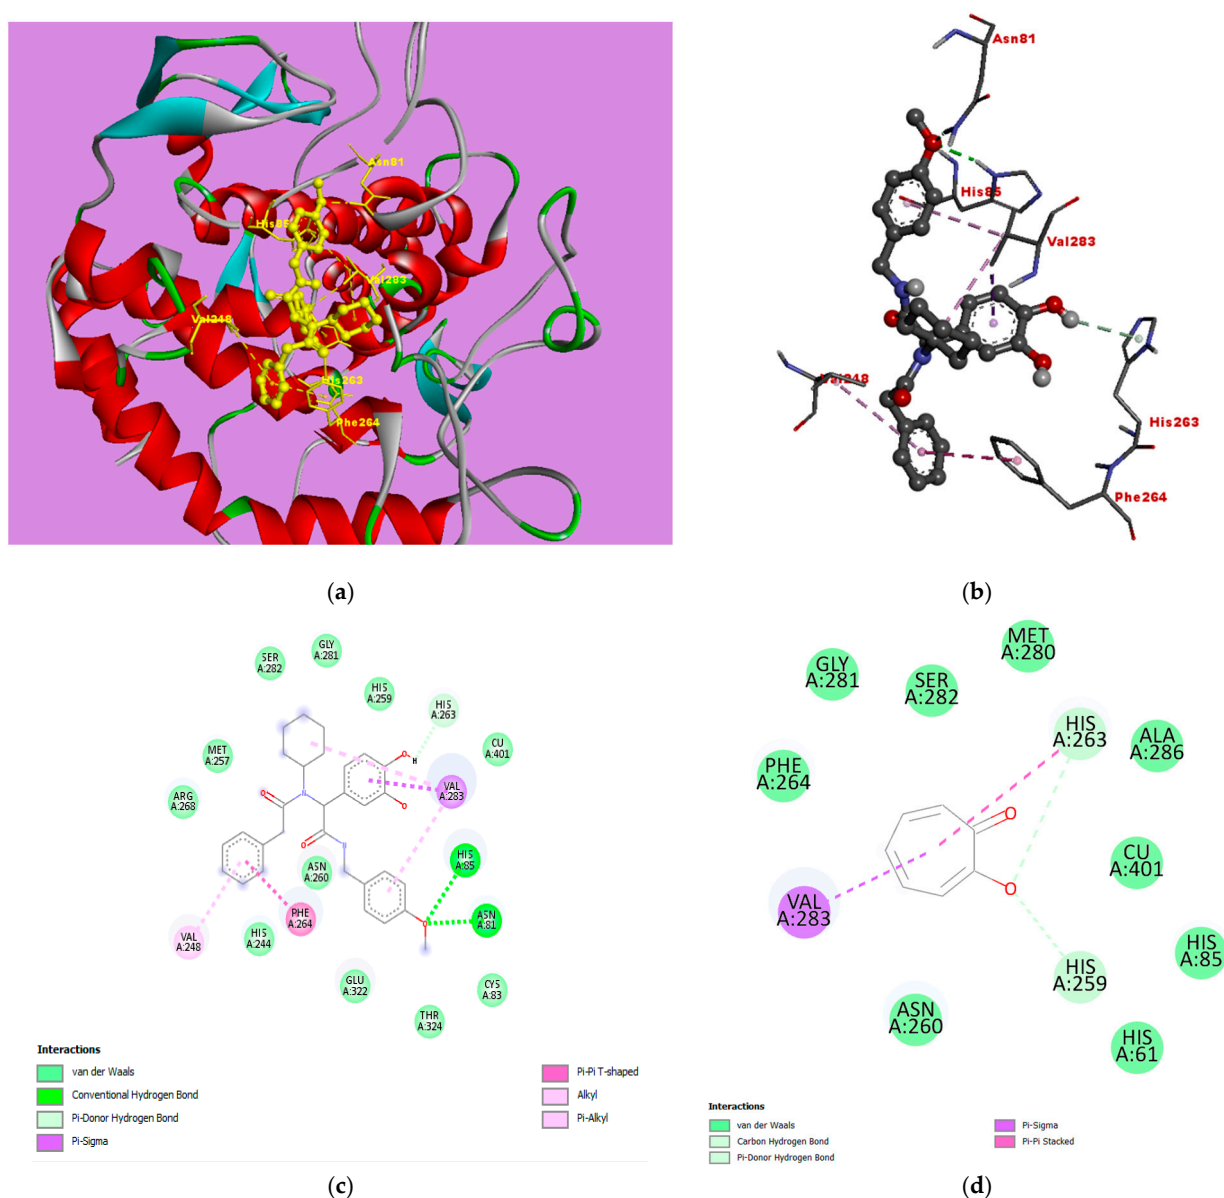 Asn81
His85
Val283
Val248
His263
Phe264
(a)
Asn81
His85
Val283
Val248
His263
Phe264
(b)
GLY
A:281
SER
A:282
HIS
A:259
HIS
A:263
CU
A:401
MET
A:257
VAL
A:283
ARG
A:268
O
N
O
H
O
O
N
H
ASN
A:260
HIS
A:85
PHE
A:264
O
ASN
A:81
VAL
A:248
HIS
A:244
GLU
A:322
CYS
A:83
THR
A:324
Interactions
van der Waals
Conventional Hydrogen Bond
Pi-Donor Hydrogen Bond
Pi-Sigma
Pi-Pi T-shaped
Alkyl
Pi-Alkyl
(c)
MET
A:280
GLY
A:281
SER
A:282
HIS
A:263
ALA
A:286
PHE
A:264
O
CU
A:401
O
VAL
A:283
HIS
A:85
HIS
A:259
ASN
A:260
HIS
A:61
Interactions
van der Waals
Carbon Hydrogen Bond
Pi-Donor Hydrogen Bond
Pi-Sigma
Pi-Pi Stacked
(d)